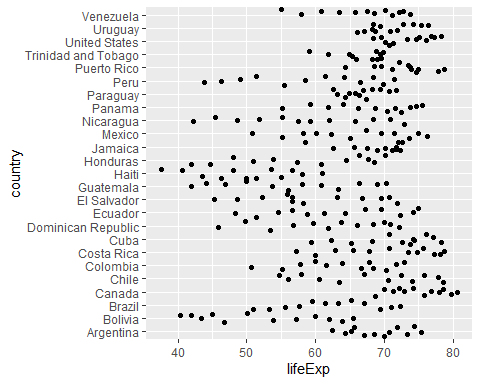 Venezuela
Uruguay
United States
Trinidad and Tobago
Puerto Rico
Peru
Paraguay
Panama
Nicaragua
Mexico
Jamaica
Honduras
Haiti
Guatemala
El Salvador
Ecuador
Dominican Republic
Cuba
Costa Rica
Colombia
Chile
Canada
Brazil
Bolivia
Argentina
country
40 50 60 70 80
lifeExp